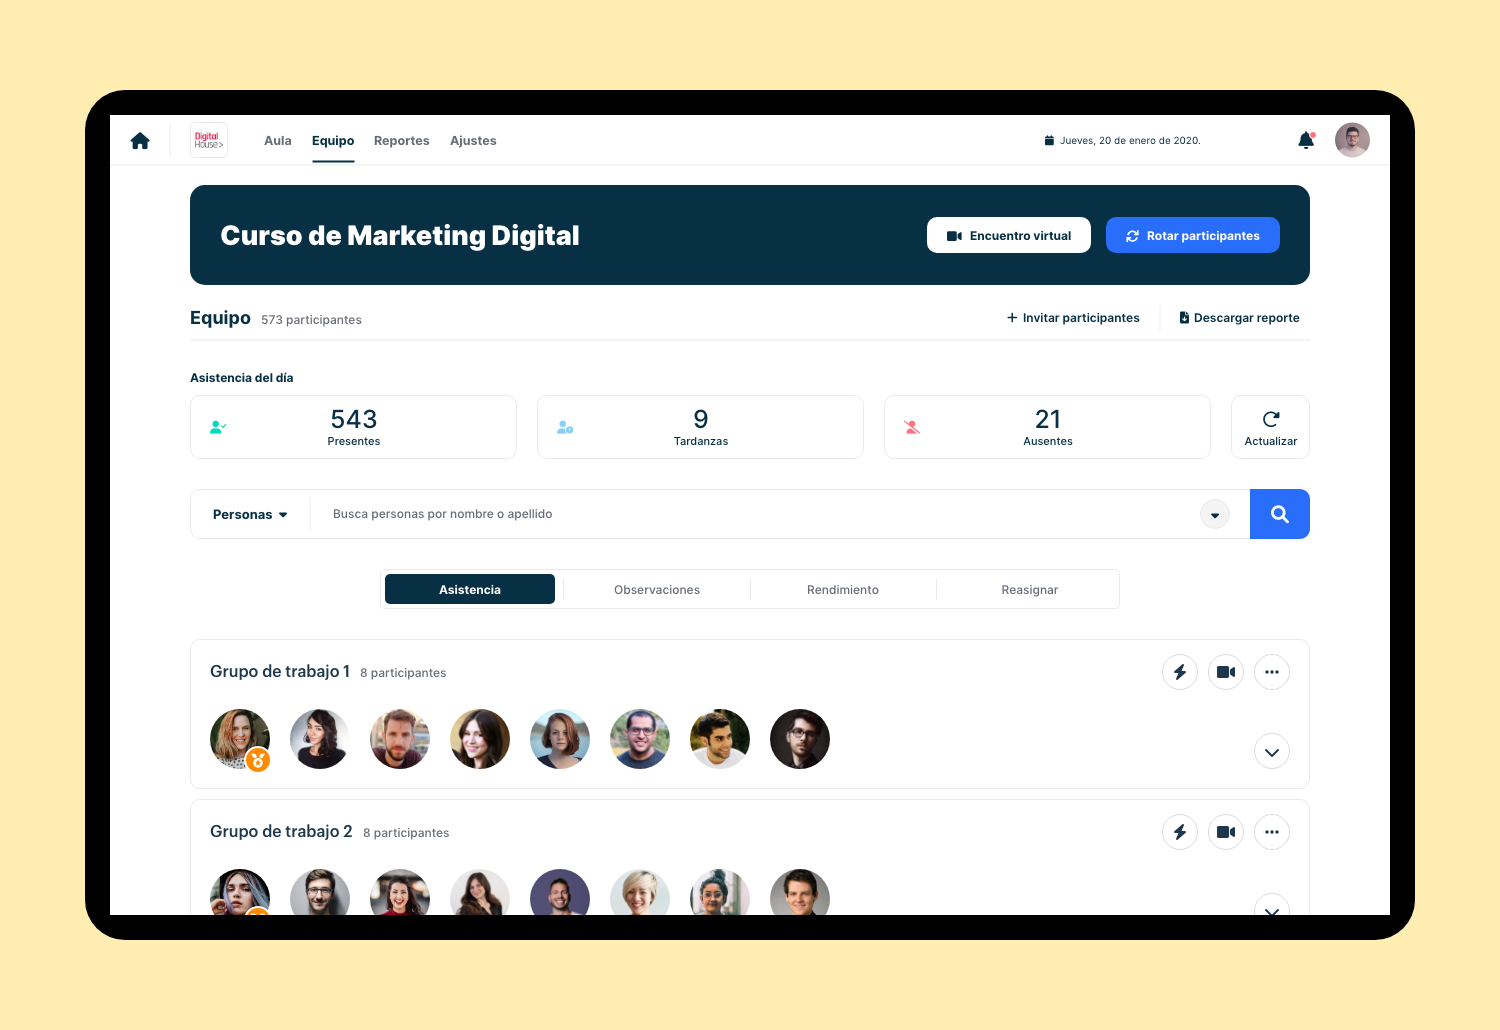 Digital
House>
Aula
Equipo
Reportes
Ajustes
Jueves, 20 de enero de 2020.
Curso de Marketing Digital
Encuentro virtual
Rotar participantes
Equipo
573 participantes
Invitar participantes
Descargar reporte
Asistencia del día
543
Presentes
9
Tardanzas
21
Ausentes
Actualizar
Personas
Busca personas por nombre o apellido
Asistencia
Observaciones
Rendimiento
Reasignar
Grupo de trabajo 1
8 participantes
Grupo de trabajo 2
8 participantes